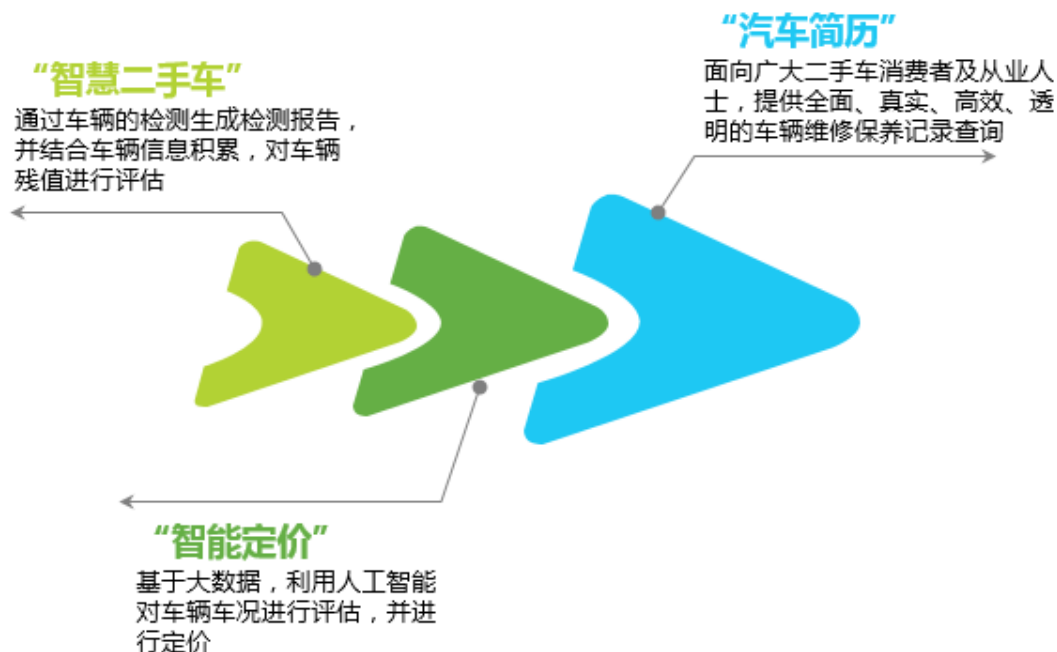 “智慧二手车”
通过车辆的检测生成检测报告，
并结合车辆信息积累，对车辆
残值进行评估
“汽车简历”
面向广大二手车消费者及从业人
士，提供全面、真实、高效、透
明的车辆维修保养记录查询
“智能定价”
基于大数据，利用人工智能
对车辆车况进行评估，并进
行定价